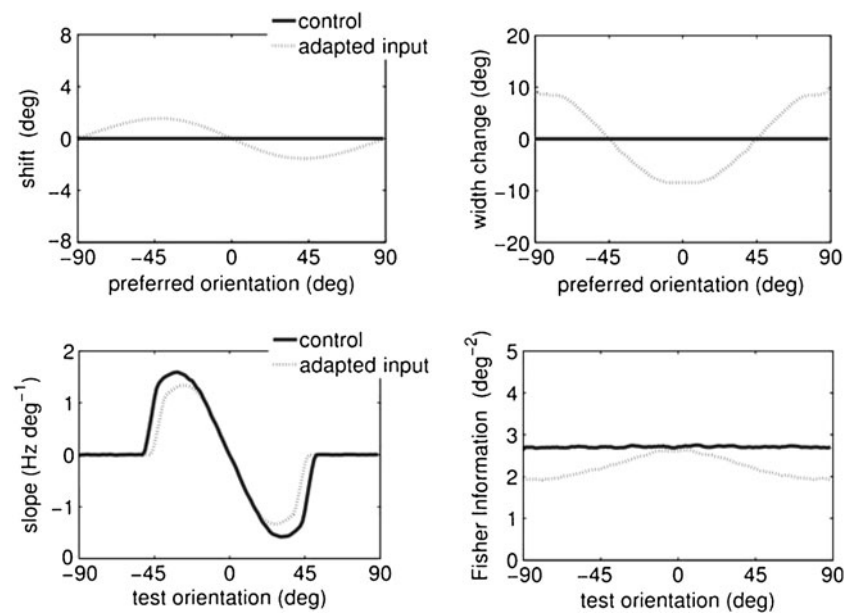 control
adapted input
8
4
0
−4
−8
shift (deg)
−90 −45 0 45 90
preferred orientation (deg)
20
10
0
−10
−20
width change (deg)
−90 −45 0 45 90
preferred orientation (deg)
control
adapted input
2
1
0
−1
0
slope (Hz deg⁻¹)
−90 −45 0 45 90
test orientation (deg)
5
4
3
2
1
0
Fisher Information (deg⁻²)
−90 −45 0 45 90
test orientation (deg)